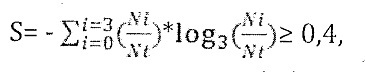 S= - ∑_{i=0}^{i=3}(Ni/Nt)*log₃(Ni/Nt)≥ 0,4,